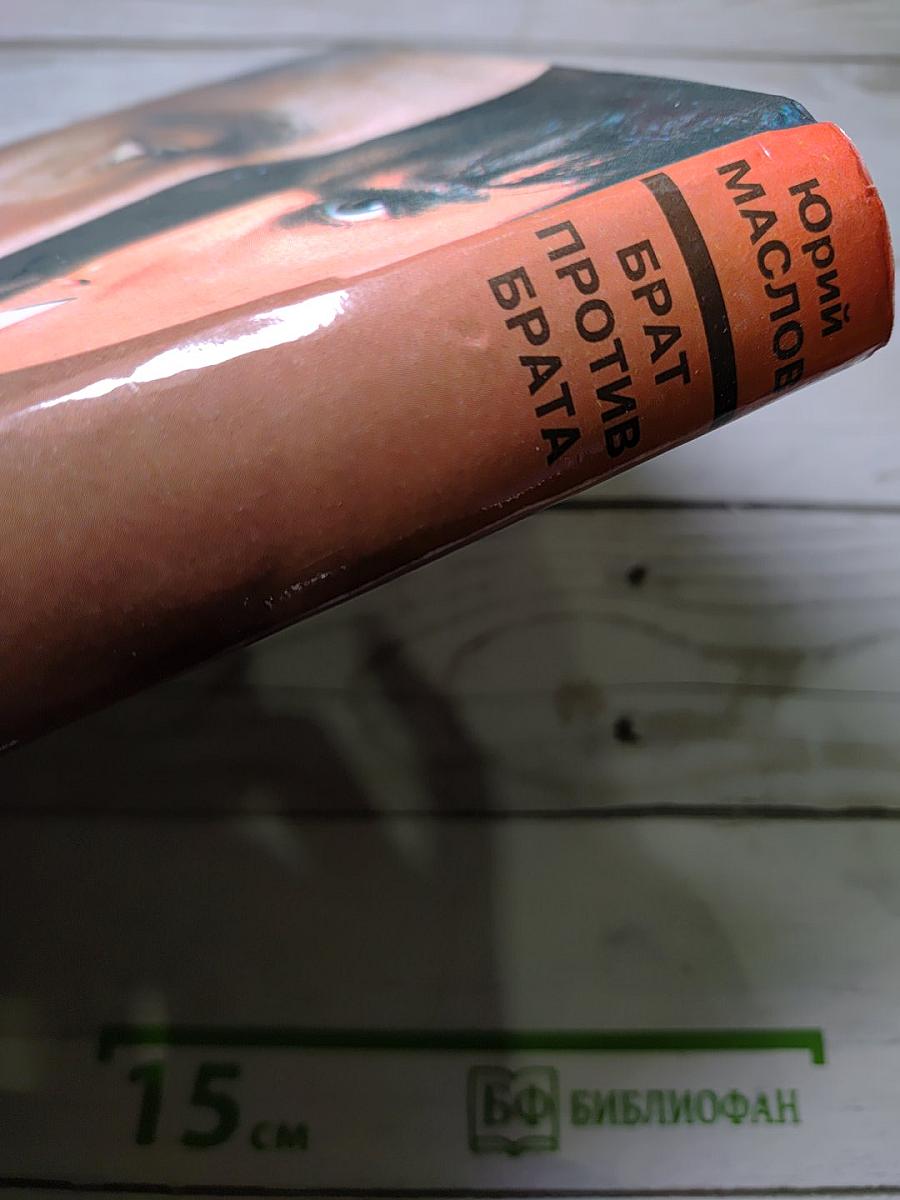 Юрий
МАСЛОВ
БРАТ
ПРОТИВ
БРАТА
15 см
БФ БИБЛИОФАН